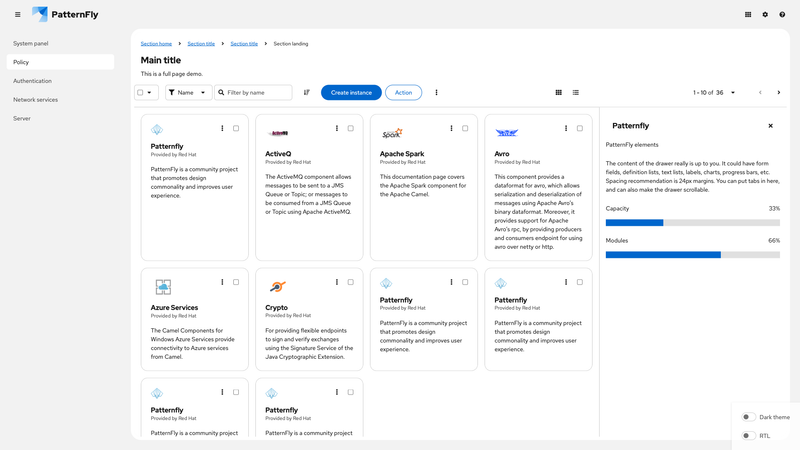 PatternFly
System panel
Policy
Authentication
Network services
Server
Section home
Section title
Section title
Section landing
Main title
This is a full page demo.
Name
Filter by name
Create instance
Action
1 - 10 of 36
Patternfly
Provided by Red Hat
PatternFly is a community project
that promotes design
commonality and improves user
experience.
ActiveMQ
ActiveQ
Provided by Red Hat
The ActiveMQ component allows
messages to be sent to a JMS
Queue or Topic; or messages to
be consumed from a JMS Queue
or Topic using Apache ActiveMQ.
Spark
Apache Spark
Provided by Red Hat
This documentation page covers
the Apache Spark component for
the Apache Camel.
Avro
Provided by Red Hat
This component provides a
dataformat for avro, which allows
serialization and deserialization of
messages using Apache Avro's
binary dataformat. Moreover, it
provides support for Apache
Avro's rpc, by providing producers
and consumers endpoint for using
avro over netty or http.
Azure Services
Provided by Red Hat
The Camel Components for
Windows Azure Services provide
connectivity to Azure services
from Camel.
Crypto
Provided by Red Hat
For providing flexible endpoints
to sign and verify exchanges
using the Signature Service of the
Java Cryptographic Extension.
Patternfly
Provided by Red Hat
PatternFly is a community project
that promotes design
commonality and improves user
experience.
Patternfly
Provided by Red Hat
PatternFly is a community project
that promotes design
commonality and improves user
experience.
Patternfly
Provided by Red Hat
PatternFly is a community project
Patternfly
Provided by Red Hat
PatternFly is a community project
Patternfly
PatternFly elements
The content of the drawer really is up to you. It could have form
fields, definition lists, text lists, labels, charts, progress bars, etc.
Spacing recommendation is 24px margins. You can put tabs in here,
and can also make the drawer scrollable.
Capacity
33%
Modules
66%
Dark theme
RTL